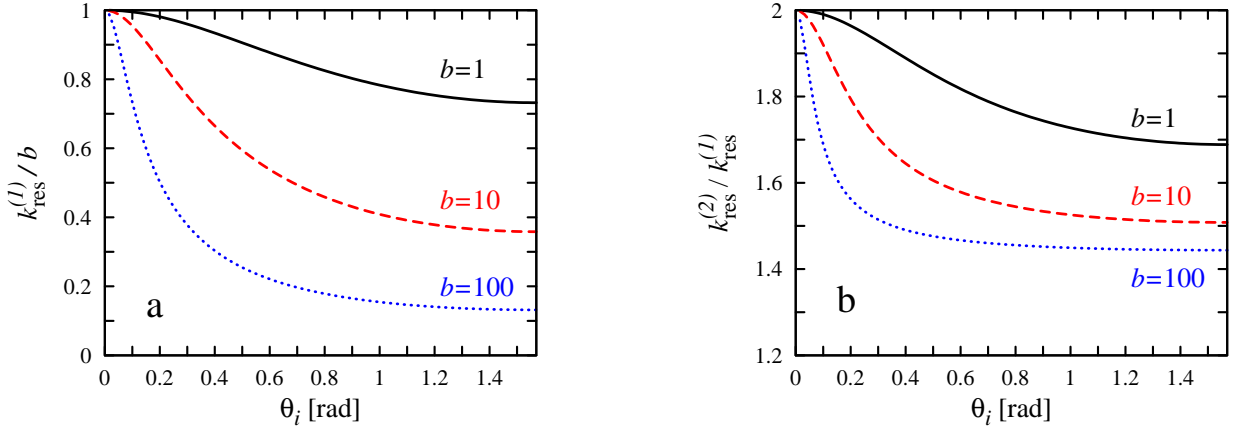 1
0.8
0.6
0.4
0.2
0
k_res^(1) / b
b=1
b=10
b=100
a
0 0.2 0.4 0.6 0.8 1 1.2 1.4
θ_i [rad]
2
1.8
1.6
1.4
1.2
k_res^(2) / k_res^(1)
b=1
b=10
b=100
b
0 0.2 0.4 0.6 0.8 1 1.2 1.4
θ_i [rad]